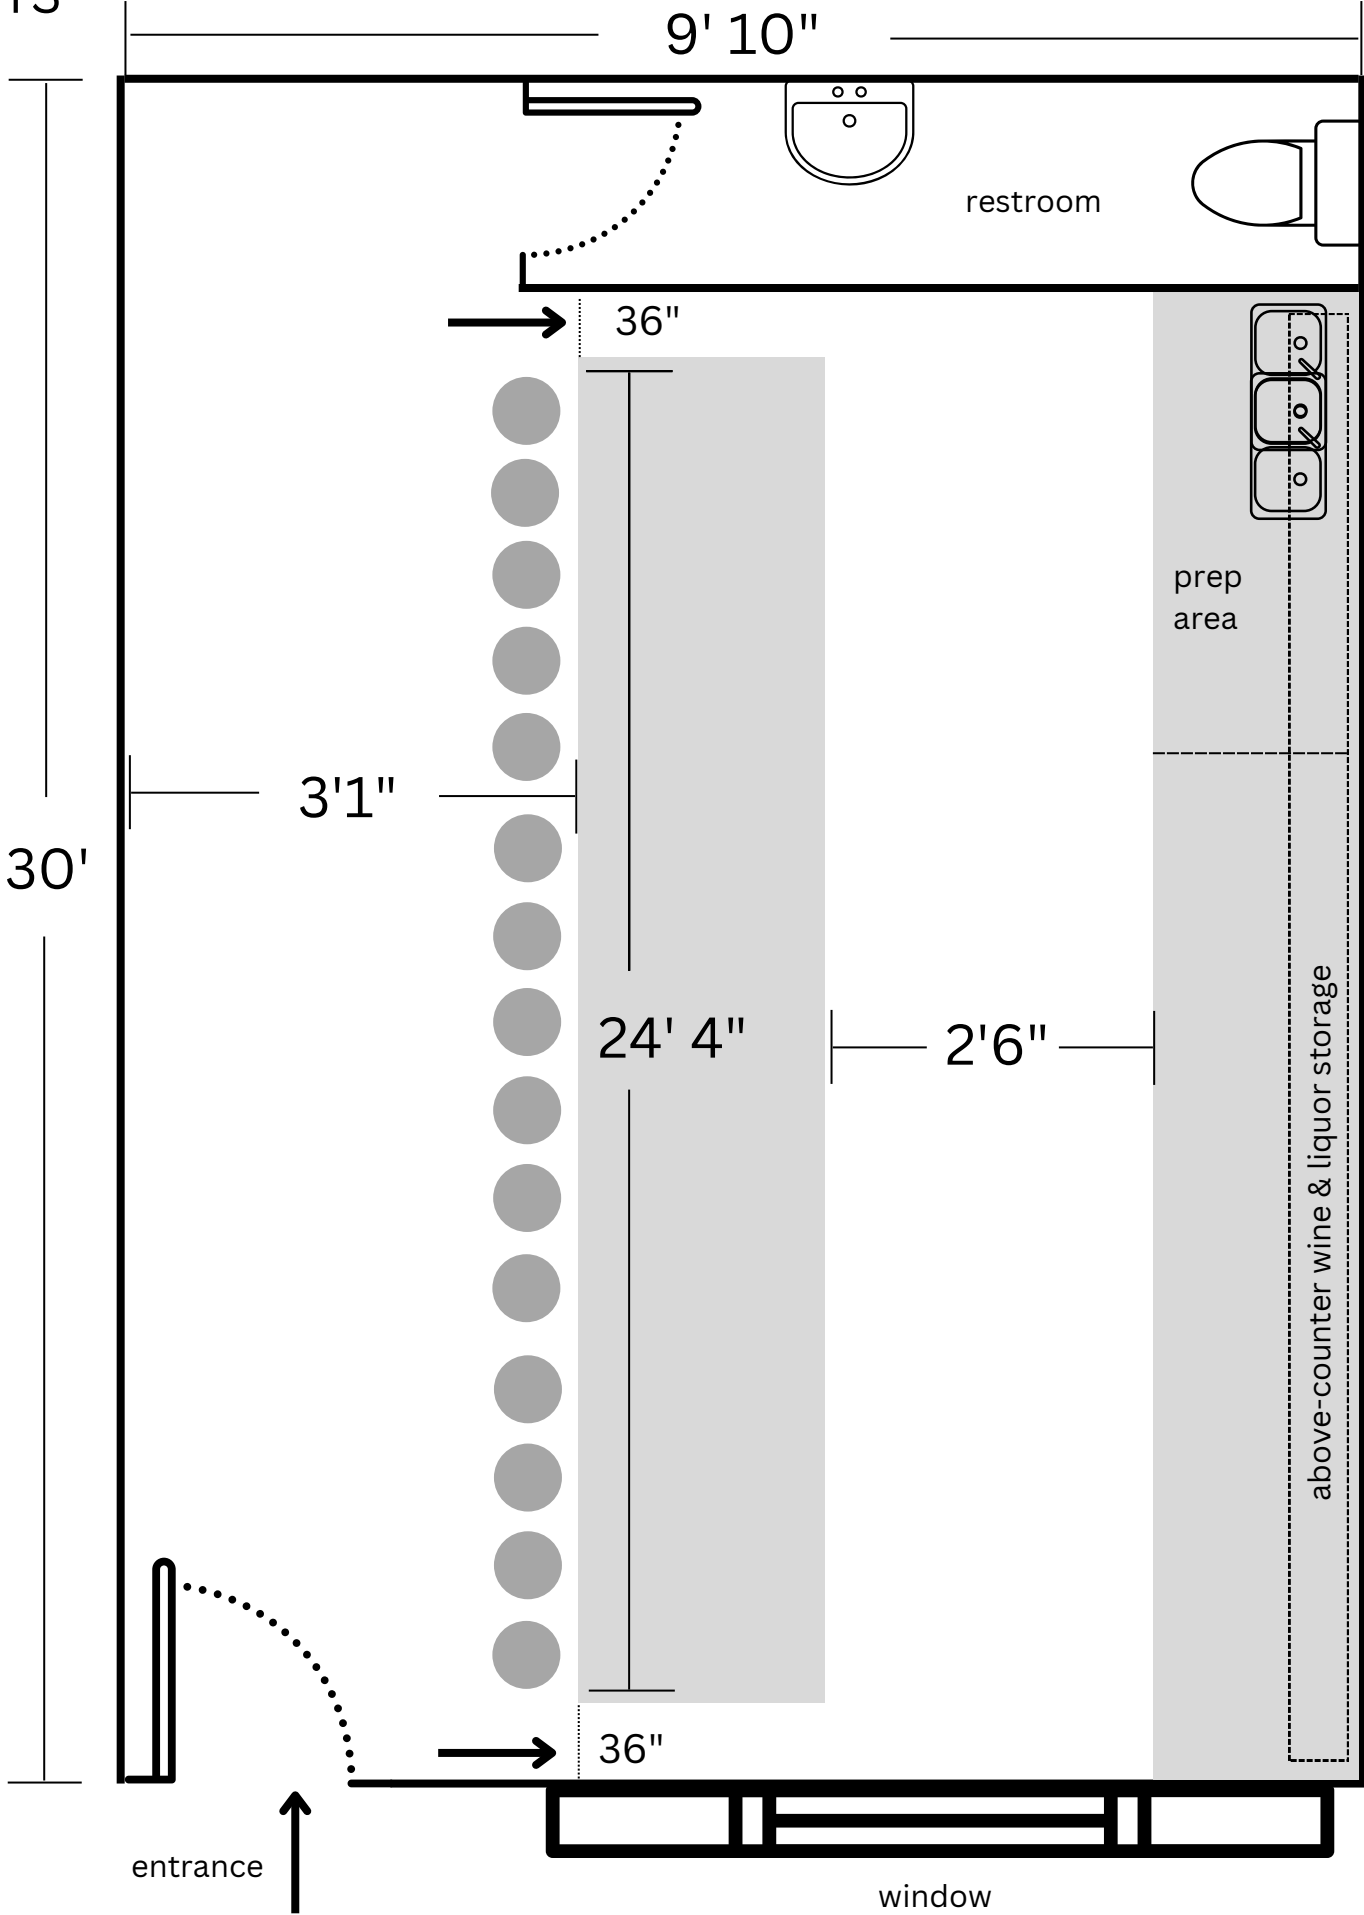 9' 10"
restroom
36"
prep
area
3'1"
30'
24' 4"
2'6"
above-counter wine & liquor storage
36"
entrance
window